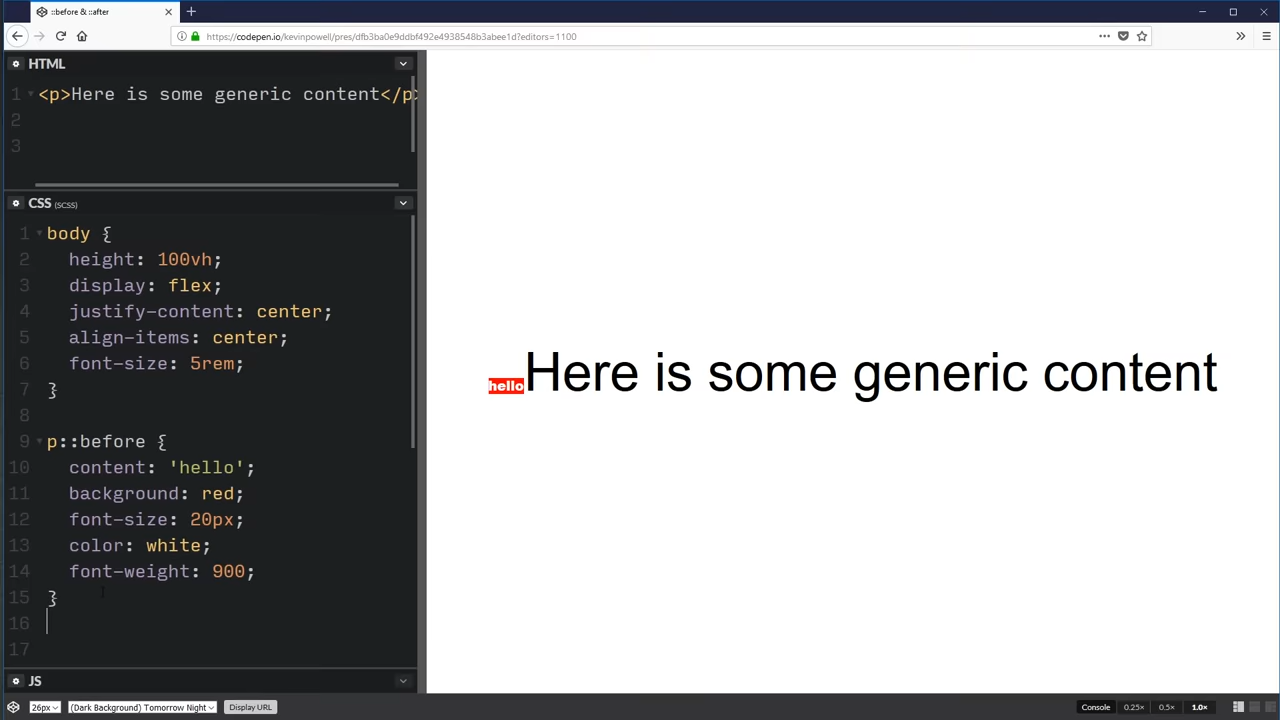 ::before & ::after
https://codepen.io/kevinpowell/pres/dfb3ba0e9ddbf492e4938548b3abee1d?editors=1100
HTML
1 <p>Here is some generic content</p>
2
3
CSS (SCSS)
1 body {
2 height: 100vh;
3 display: flex;
4 justify-content: center;
5 align-items: center;
6 font-size: 5rem;
7 }
8
9 p::before {
10 content: 'hello';
11 background: red;
12 font-size: 20px;
13 color: white;
14 font-weight: 900;
15 }
16
17
JS
helloHere is some generic content
26px (Dark Background) Tomorrow Night Display URL Console 0.25× 0.5× 1.0×